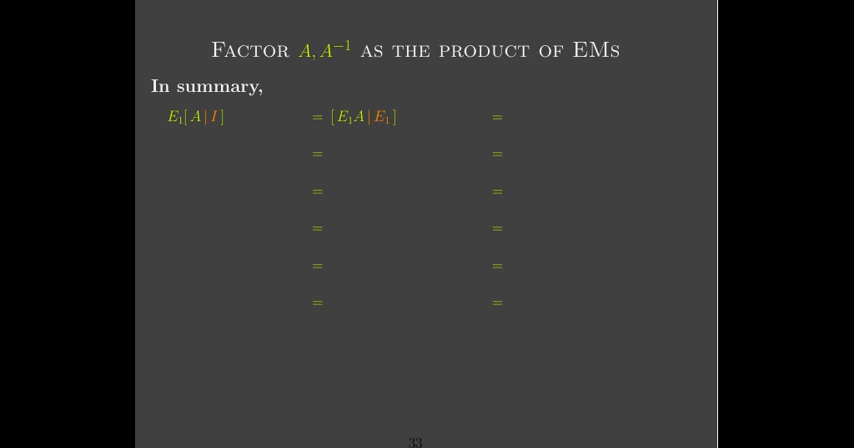 Factor A, A⁻¹ as the product of EMs
In summary,
E₁[A | I] = [E₁A | E₁] =
= =
= =
= =
= =
= =
33